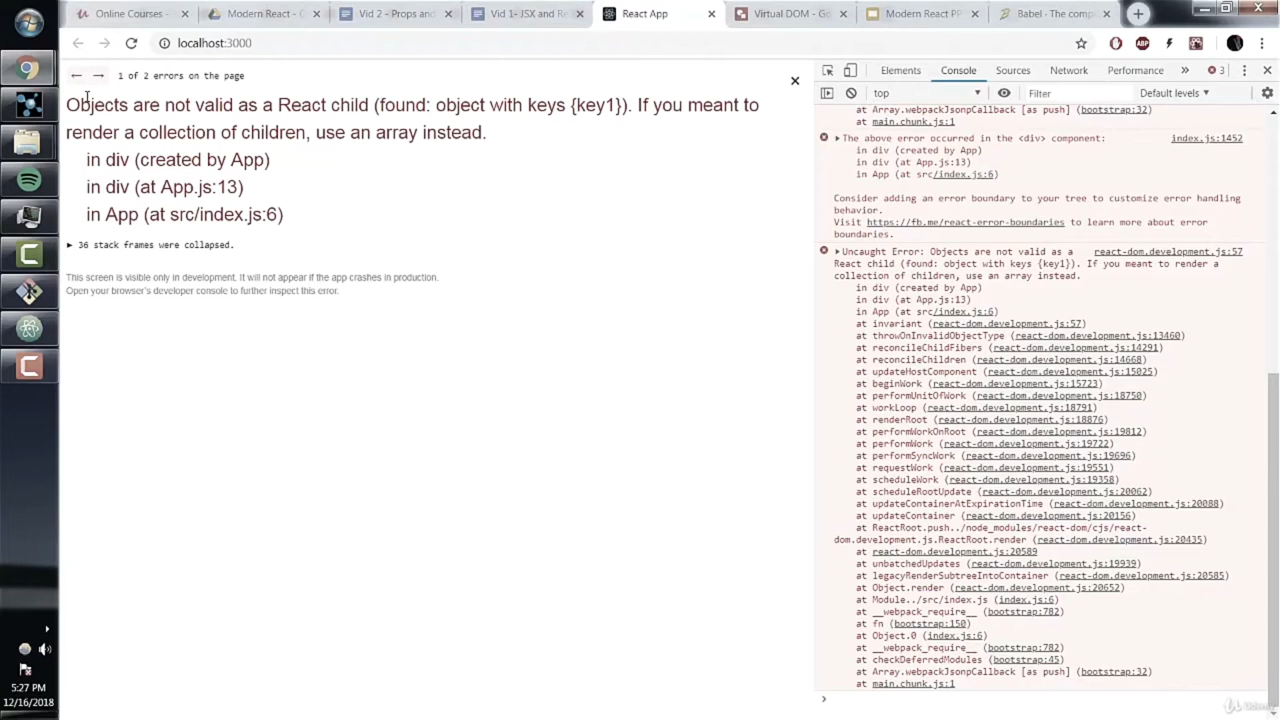 Online Courses -
Modern React - C
Vid 2 - Props and
Vid 1- JSX and Re
React App
Virtual DOM - Go
Modern React PP
Babel - The comp
localhost:3000
ABP
1 of 2 errors on the page
Objects are not valid as a React child (found: object with keys {key1}). If you meant to
render a collection of children, use an array instead.
in div (created by App)
in div (at App.js:13)
in App (at src/index.js:6)
▶ 36 stack frames were collapsed.
This screen is visible only in development. It will not appear if the app crashes in production.
Open your browser's developer console to further inspect this error.
Elements Console Sources Network Performance » 3
top Filter Default levels
at Array.webpackJsonpCallback [as push] (bootstrap:32)
at main.chunk.js:1
The above error occurred in the <div> component: index.js:1452
in div (created by App)
in div (at App.js:13)
in App (at src/index.js:6)
Consider adding an error boundary to your tree to customize error handling
behavior.
Visit https://fb.me/react-error-boundaries to learn more about error
boundaries.
Uncaught Error: Objects are not valid as a react-dom.development.js:57
React child (found: object with keys {key1}). If you meant to render a
collection of children, use an array instead.
in div (created by App)
in div (at App.js:13)
in App (at src/index.js:6)
at invariant (react-dom.development.js:57)
at throwOnInvalidObjectType (react-dom.development.js:13460)
at reconcileChildFibers (react-dom.development.js:14291)
at reconcileChildren (react-dom.development.js:14668)
at updateHostComponent (react-dom.development.js:15025)
at beginWork (react-dom.development.js:15723)
at performUnitOfWork (react-dom.development.js:18750)
at workLoop (react-dom.development.js:18791)
at renderRoot (react-dom.development.js:18876)
at performWorkOnRoot (react-dom.development.js:19812)
at performWork (react-dom.development.js:19722)
at performSyncWork (react-dom.development.js:19696)
at requestWork (react-dom.development.js:19551)
at scheduleWork (react-dom.development.js:19358)
at scheduleRootUpdate (react-dom.development.js:20062)
at updateContainerAtExpirationTime (react-dom.development.js:20088)
at updateContainer (react-dom.development.js:20156)
at ReactRoot.push../node_modules/react-dom/cjs/react-
dom.development.js.ReactRoot.render (react-dom.development.js:20435)
at react-dom.development.js:20589
at unbatchedUpdates (react-dom.development.js:19939)
at legacyRenderSubtreeIntoContainer (react-dom.development.js:20585)
at Object.render (react-dom.development.js:20652)
at Module../src/index.js (index.js:6)
at __webpack_require__ (bootstrap:782)
at fn (bootstrap:150)
at Object.0 (index.js:6)
at __webpack_require__ (bootstrap:782)
at checkDeferredModules (bootstrap:45)
at Array.webpackJsonpCallback [as push] (bootstrap:32)
at main.chunk.js:1
5:27 PM
12/16/2018
Udemy